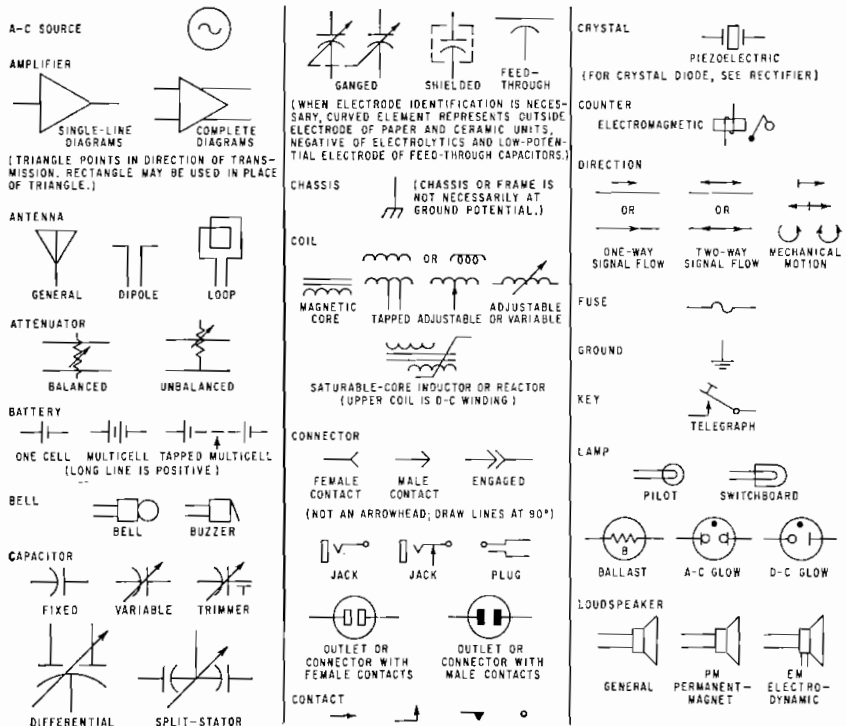 A-C SOURCE
AMPLIFIER
SINGLE-LINE
DIAGRAMS
COMPLETE
DIAGRAMS
(TRIANGLE POINTS IN DIRECTION OF TRANS-
MISSION. RECTANGLE MAY BE USED IN PLACE
OF TRIANGLE.)
ANTENNA
GENERAL
DIPOLE
LOOP
ATTENUATOR
BALANCED
UNBALANCED
BATTERY
ONE CELL
MULTICELL
TAPPED MULTICELL
(LONG LINE IS POSITIVE)
BELL
BELL
BUZZER
CAPACITOR
FIXED
VARIABLE
TRIMMER
DIFFERENTIAL
SPLIT-STATOR
GANGED
SHIELDED
FEED-
THROUGH
(WHEN ELECTRODE IDENTIFICATION IS NECES-
SARY, CURVED ELEMENT REPRESENTS OUTSIDE
ELECTRODE OF PAPER AND CERAMIC UNITS,
NEGATIVE OF ELECTROLYTICS AND LOW-POTEN-
TIAL ELECTRODE OF FEED-THROUGH CAPACITORS.)
CHASSIS
(CHASSIS OR FRAME IS
NOT NECESSARILY AT
GROUND POTENTIAL.)
COIL
OR
MAGNETIC
CORE
TAPPED
ADJUSTABLE
ADJUSTABLE
OR VARIABLE
SATURABLE-CORE INDUCTOR OR REACTOR
(UPPER COIL IS D-C WINDING)
CONNECTOR
FEMALE
CONTACT
MALE
CONTACT
ENGAGED
(NOT AN ARROWHEAD; DRAW LINES AT 90°)
JACK
JACK
PLUG
OUTLET OR
CONNECTOR WITH
FEMALE CONTACTS
OUTLET OR
CONNECTOR WITH
MALE CONTACTS
CONTACT
CRYSTAL
PIEZOELECTRIC
(FOR CRYSTAL DIODE, SEE RECTIFIER)
COUNTER
ELECTROMAGNETIC
DIRECTION
OR
OR
ONE-WAY
SIGNAL FLOW
TWO-WAY
SIGNAL FLOW
MECHANICAL
MOTION
FUSE
GROUND
KEY
TELEGRAPH
LAMP
PILOT
SWITCHBOARD
B
BALLAST
A-C GLOW
D-C GLOW
LOUDSPEAKER
GENERAL
PM
PERMANENT-
MAGNET
EM
ELECTRO-
DYNAMIC